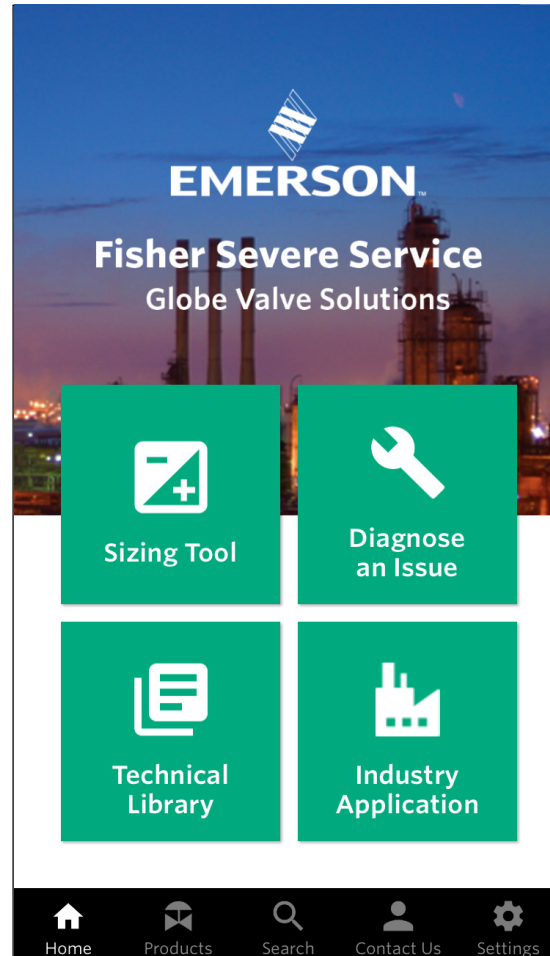 EMERSON™
Fisher Severe Service
Globe Valve Solutions
Sizing Tool
Diagnose
an Issue
Technical
Library
Industry
Application
Home
Products
Search
Contact Us
Settings